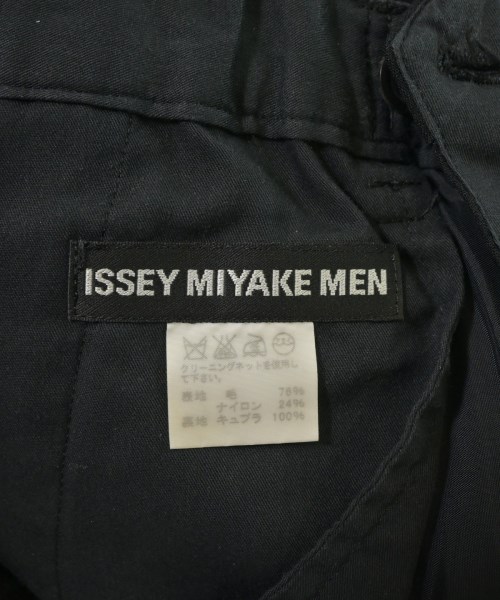 ISSEY MIYAKE MEN
クリーニングネットを使用し
て下さい。
表地 毛 76%
ナイロン 24%
裏地 キュプラ 100%